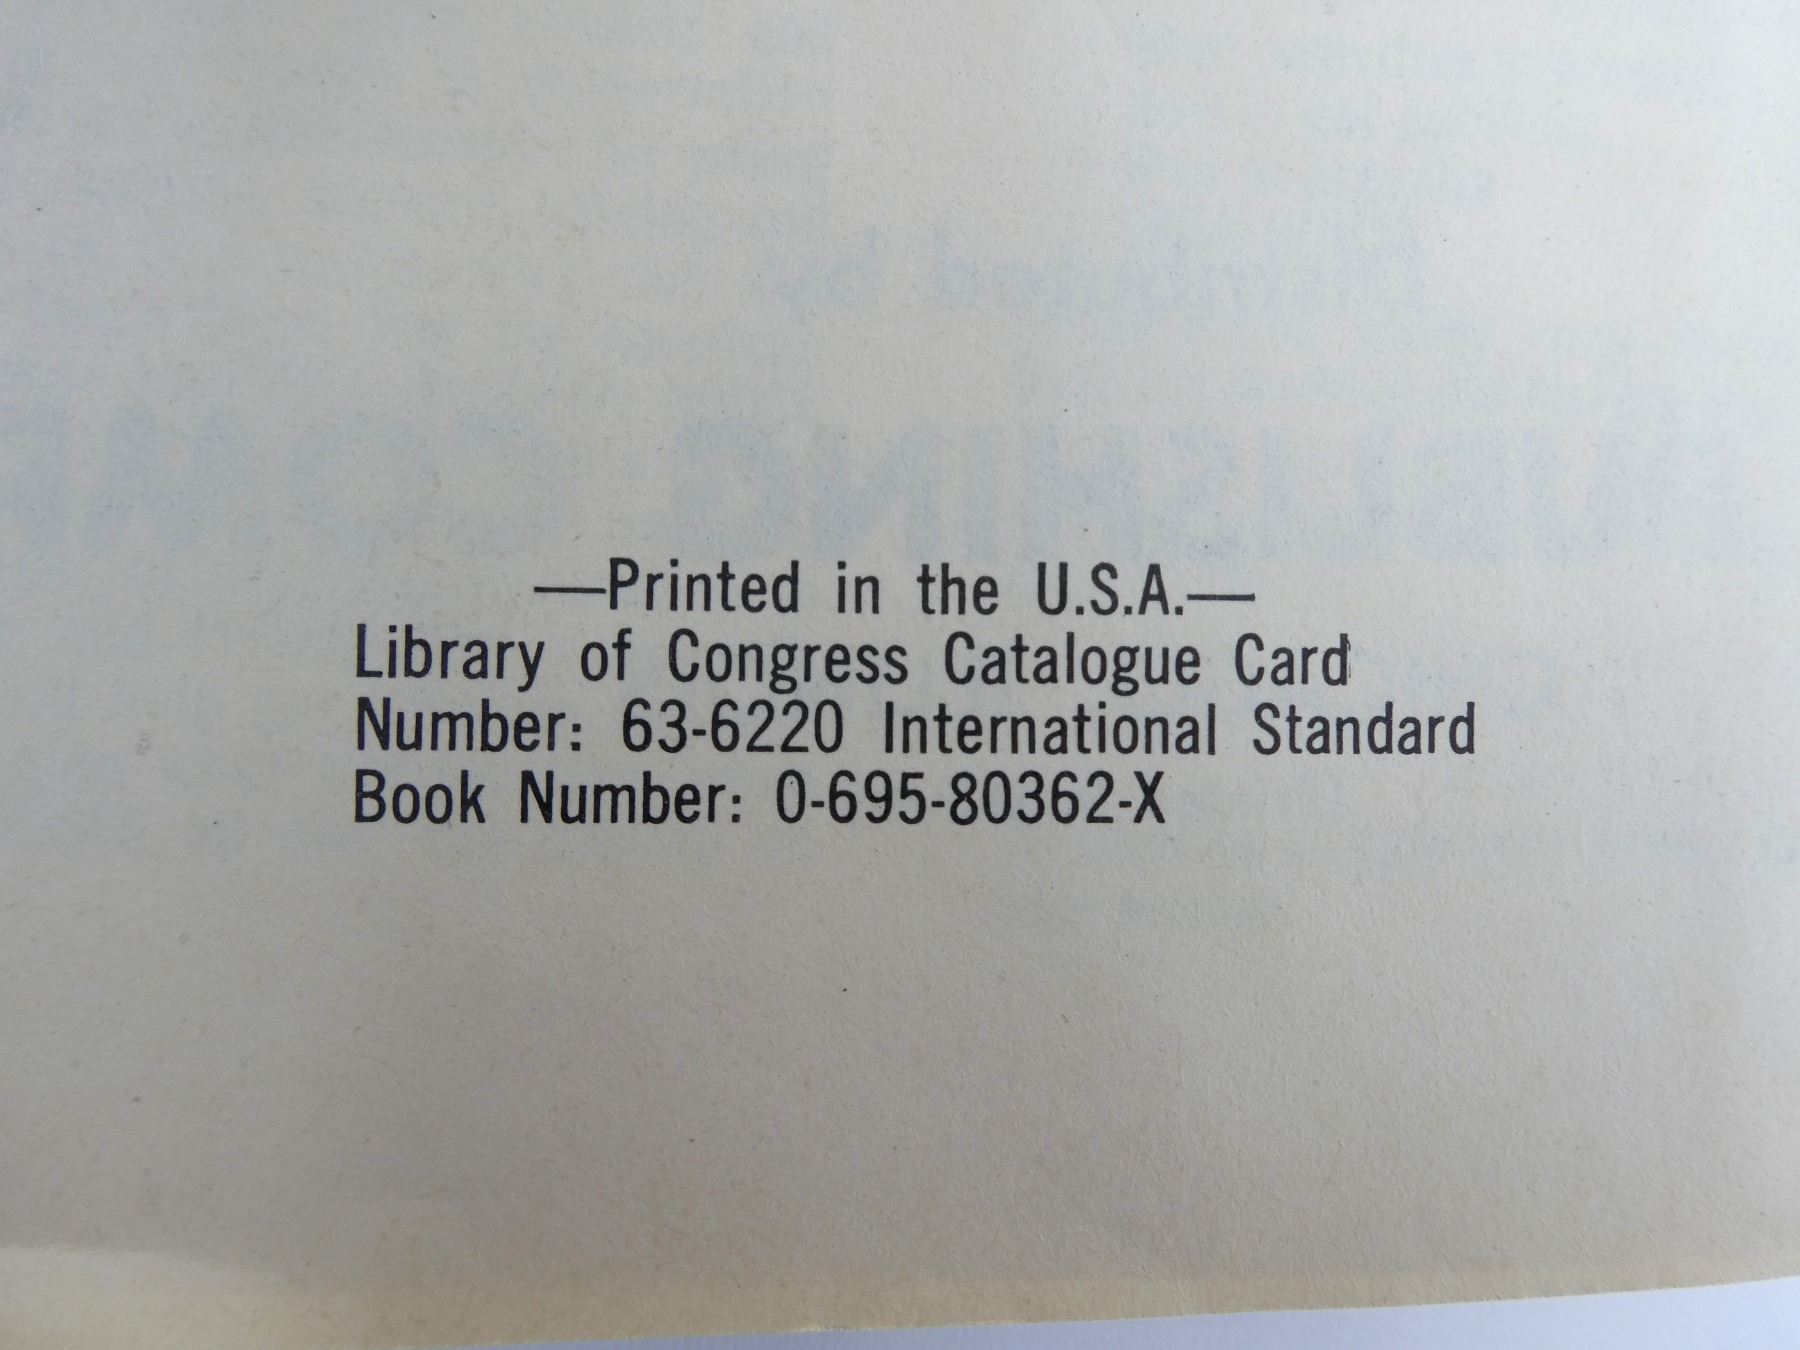 —Printed in the U.S.A.—
Library of Congress Catalogue Card
Number: 63-6220 International Standard
Book Number: 0-695-80362-X